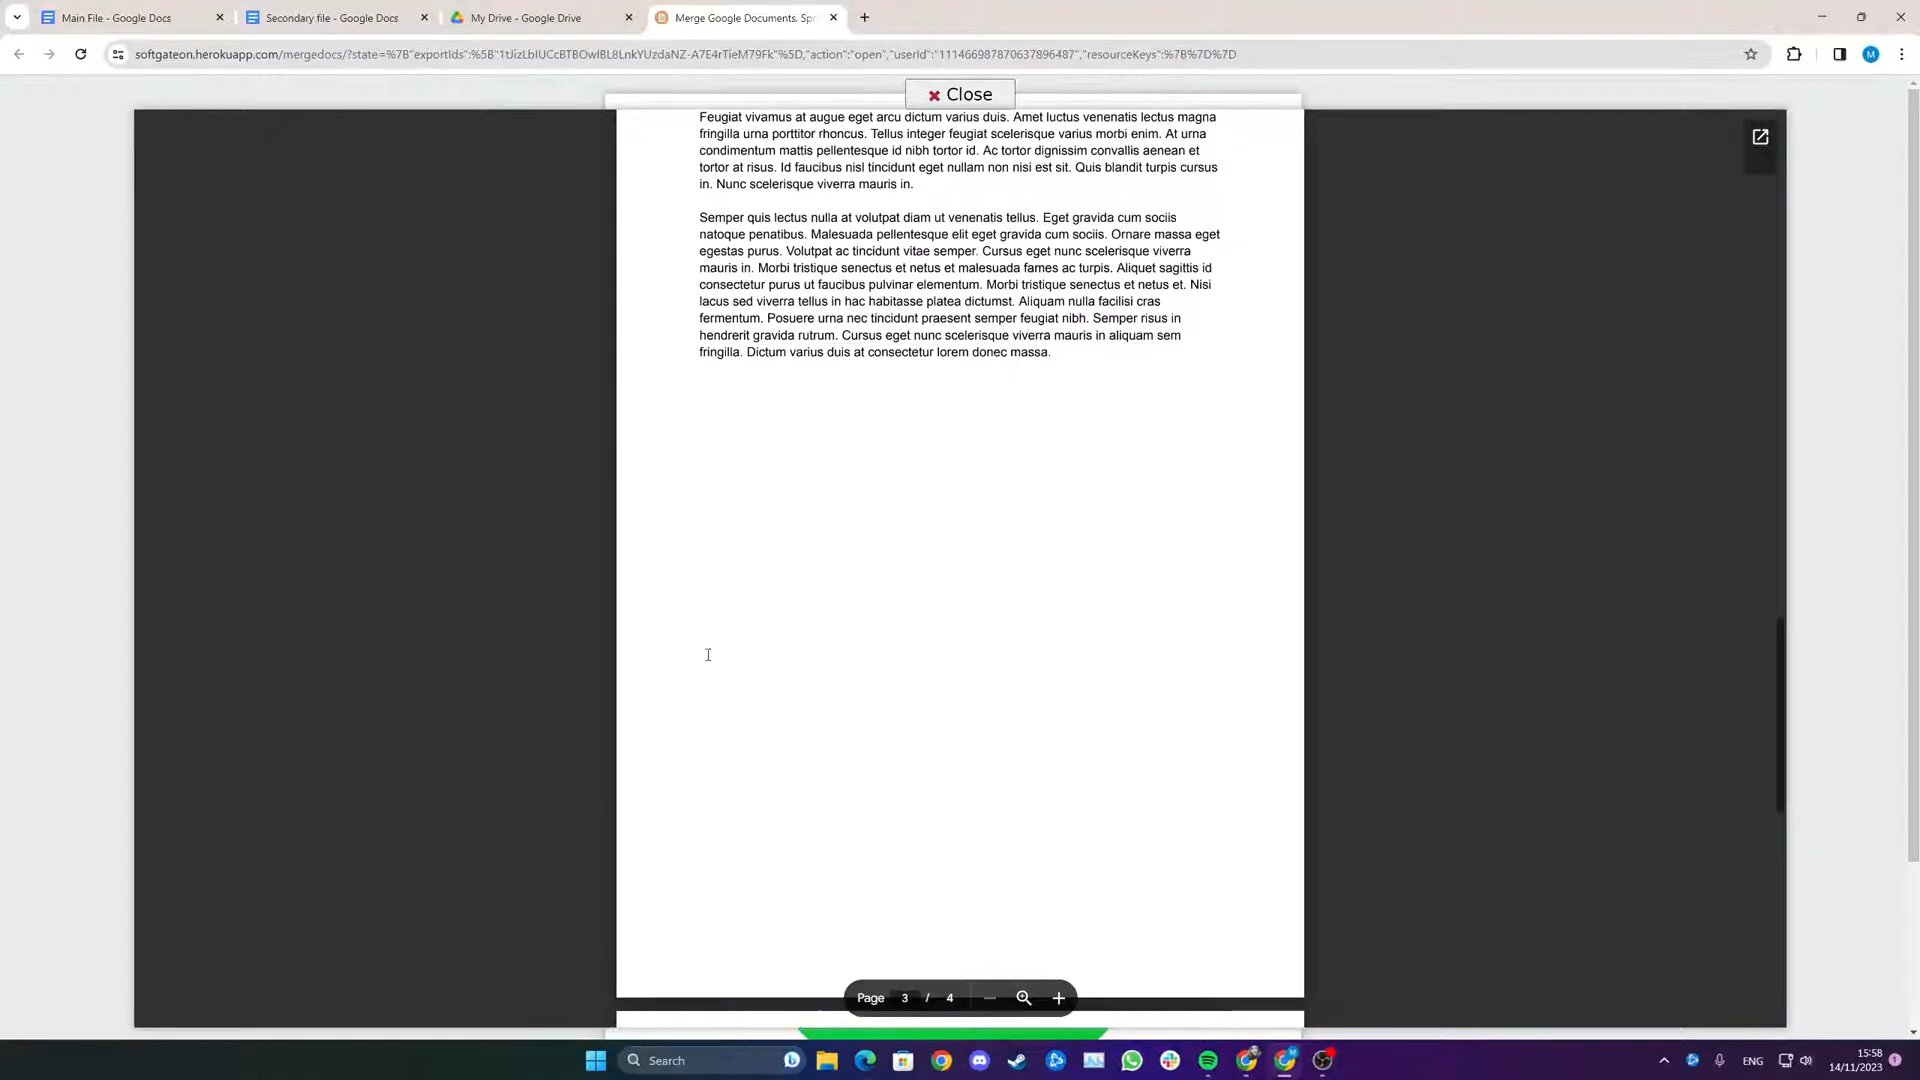 Main File - Google Docs
Secondary file - Google Docs
My Drive - Google Drive
Merge Google Documents, Spr
softgateon.herokuapp.com/mergedocs/?state=%7B"exportIds":%5B"1tJizLbIUCcBTBOwIBL8LnkYUzdaNZ-A7E4rTieM79Fk"%5D,"action":"open","userId":"111466987870637896487","resourceKeys":%7B%7D%7D
M
Close
Feugiat vivamus at augue eget arcu dictum varius duis. Amet luctus venenatis lectus magna
fringilla urna porttitor rhoncus. Tellus integer feugiat scelerisque varius morbi enim. At urna
condimentum mattis pellentesque id nibh tortor id. Ac tortor dignissim convallis aenean et
tortor at risus. Id faucibus nisl tincidunt eget nullam non nisi est sit. Quis blandit turpis cursus
in. Nunc scelerisque viverra mauris in.
Semper quis lectus nulla at volutpat diam ut venenatis tellus. Eget gravida cum sociis
natoque penatibus. Malesuada pellentesque elit eget gravida cum sociis. Ornare massa eget
egestas purus. Volutpat ac tincidunt vitae semper. Cursus eget nunc scelerisque viverra
mauris in. Morbi tristique senectus et netus et malesuada fames ac turpis. Aliquet sagittis id
consectetur purus ut faucibus pulvinar elementum. Morbi tristique senectus et netus et. Nisi
lacus sed viverra tellus in hac habitasse platea dictumst. Aliquam nulla facilisi cras
fermentum. Posuere urna nec tincidunt praesent semper feugiat nibh. Semper risus in
hendrerit gravida rutrum. Cursus eget nunc scelerisque viverra mauris in aliquam sem
fringilla. Dictum varius duis at consectetur lorem donec massa.
Page 3 / 4
Search
ENG
15:58
14/11/2023
1